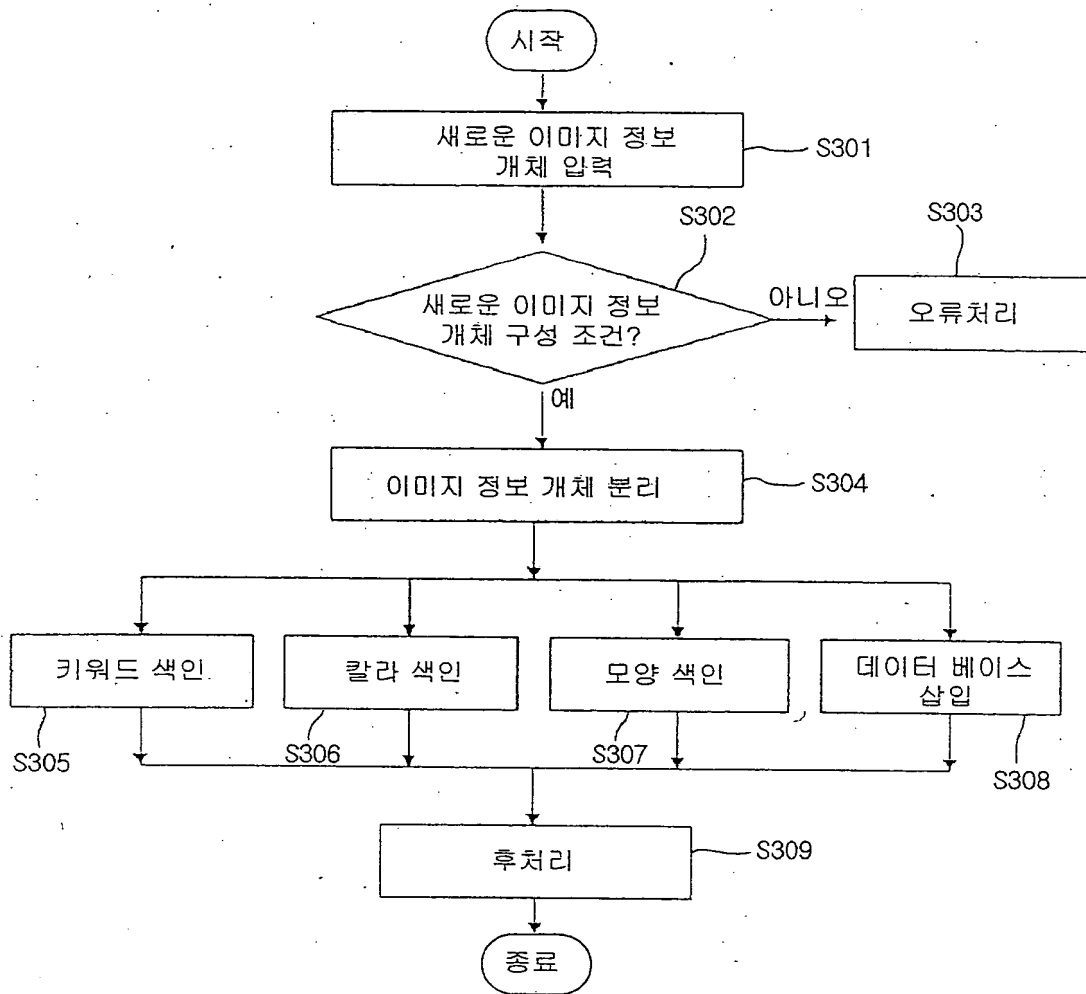 시작
새로운 이미지 정보
개체 입력
S301
S302
새로운 이미지 정보
개체 구성 조건?
아니오
S303
오류처리
예
이미지 정보 개체 분리
S304
키워드 색인
칼라 색인
모양 색인
데이터 베이스
삽입
S305
S306
S307
S308
후처리
S309
종료